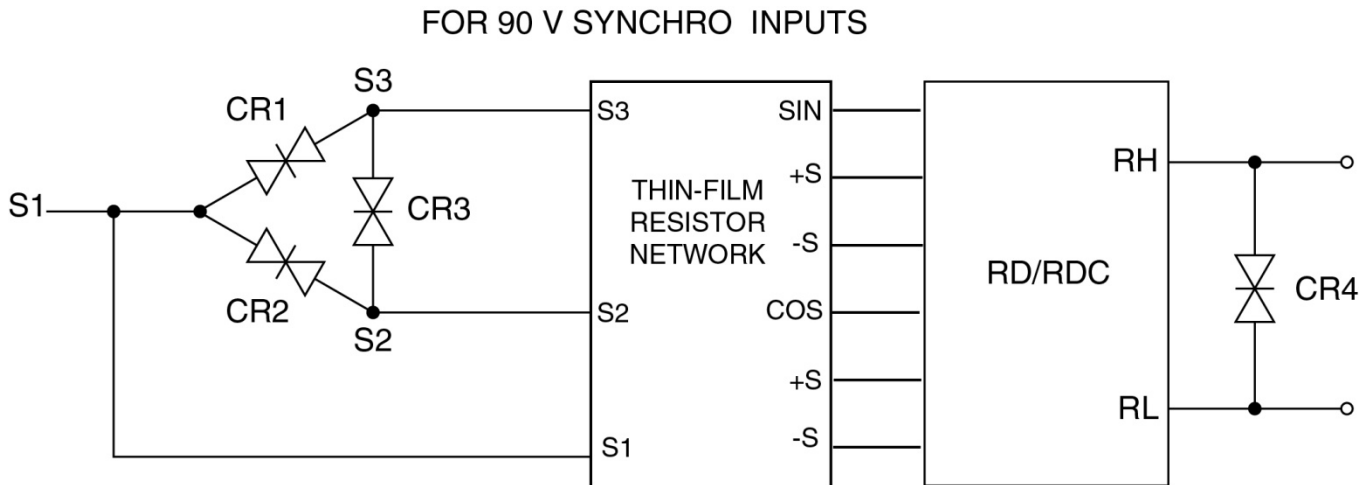 FOR 90 V SYNCHRO INPUTS
S3
CR1
S1
CR3
CR2
S2
S3
S2
S1
THIN-FILM
RESISTOR
NETWORK
SIN
+S
-S
COS
+S
-S
RD/RDC
RH
RL
CR4